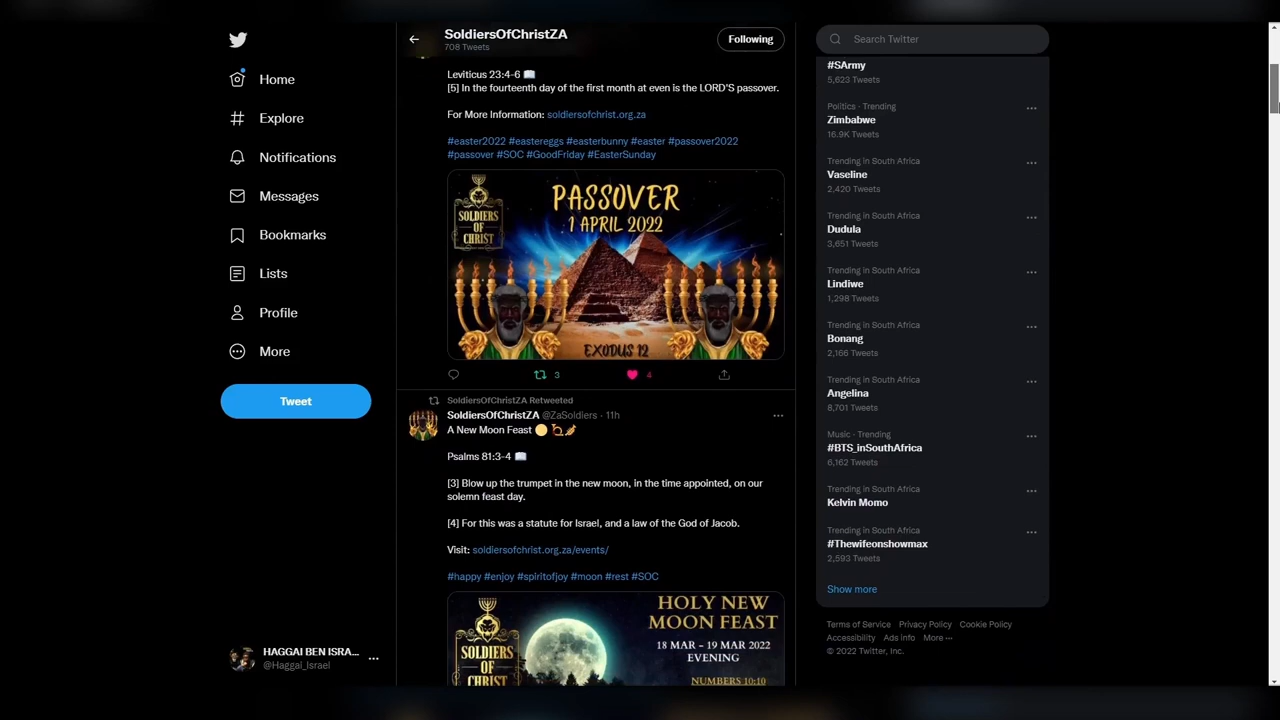 Home
Explore
Notifications
Messages
Bookmarks
Lists
Profile
More
Tweet
HAGGAI BEN ISRA...
@Haggai_Israel
SoldiersOfChristZA
708 Tweets
Following
Leviticus 23:4-6 📖
[5] In the fourteenth day of the first month at even is the LORD'S passover.
For More Information: soldiersofchrist.org.za
#easter2022 #eastereggs #easterbunny #easter #passover2022
#passover #SOC #GoodFriday #EasterSunday
SOLDIERS
OF
CHRIST
PASSOVER
1 APRIL 2022
EXODUS 12
3
4
SoldiersOfChristZA Retweeted
SoldiersOfChristZA @ZaSoldiers · 11h
A New Moon Feast
Psalms 81:3-4 📖
[3] Blow up the trumpet in the new moon, in the time appointed, on our
solemn feast day.
[4] For this was a statute for Israel, and a law of the God of Jacob.
Visit: soldiersofchrist.org.za/events/
#happy #enjoy #spiritofjoy #moon #rest #SOC
SOLDIERS
OF
CHRIST
HOLY NEW
MOON FEAST
18 MAR – 19 MAR 2022
EVENING
NUMBERS 10:10
Search Twitter
#SArmy
5,623 Tweets
Politics · Trending
Zimbabwe
16.9K Tweets
Trending in South Africa
Vaseline
2,420 Tweets
Trending in South Africa
Dudula
3,651 Tweets
Trending in South Africa
Lindiwe
1,298 Tweets
Trending in South Africa
Bonang
2,166 Tweets
Trending in South Africa
Angelina
8,701 Tweets
Music · Trending
#BTS_inSouthAfrica
6,162 Tweets
Trending in South Africa
Kelvin Momo
Trending in South Africa
#Thewifeonshowmax
2,593 Tweets
Show more
Terms of Service Privacy Policy Cookie Policy
Accessibility Ads info More ···
© 2022 Twitter, Inc.